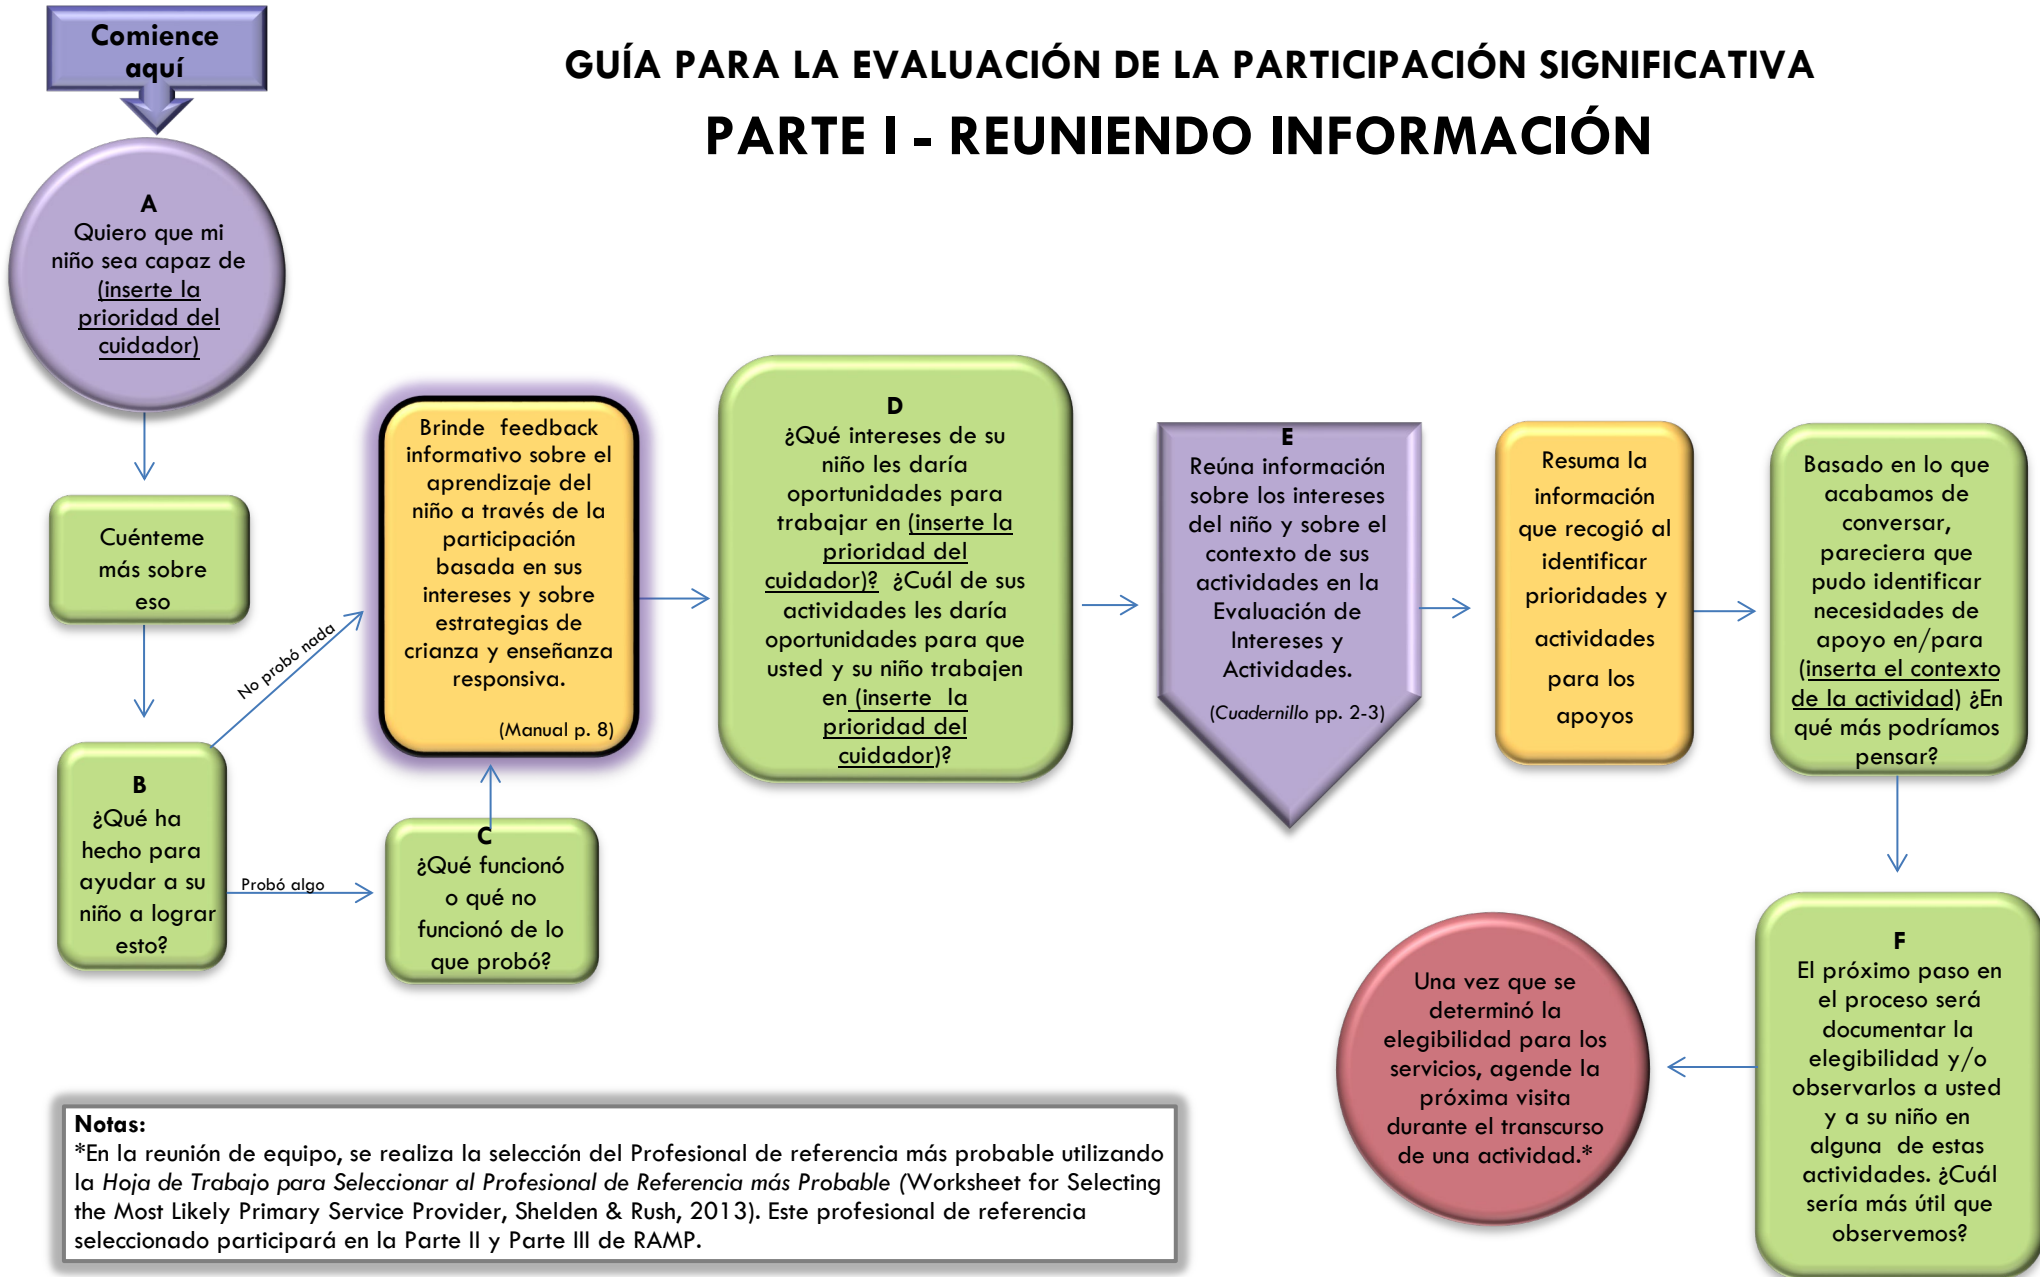 Comience
aquí
GUÍA PARA LA EVALUACIÓN DE LA PARTICIPACIÓN SIGNIFICATIVA
PARTE I - REUNIENDO INFORMACIÓN
A
Quiero que mi
niño sea capaz de
(inserte la
prioridad del
cuidador)
Cuénteme
más sobre
eso
B
¿Qué ha
hecho para
ayudar a su
niño a lograr
esto?
No probó nada
Probó algo
C
¿Qué funcionó
o qué no
funcionó de lo
que probó?
Brinde feedback
informativo sobre el
aprendizaje del
niño a través de la
participación
basada en sus
intereses y sobre
estrategias de
crianza y enseñanza
responsiva.
(Manual p. 8)
D
¿Qué intereses de su
niño les daría
oportunidades para
trabajar en (inserte la
prioridad del
cuidador)? ¿Cuál de sus
actividades les daría
oportunidades para que
usted y su niño trabajen
en (inserte la
prioridad del
cuidador)?
E
Reúna información
sobre los intereses
del niño y sobre el
contexto de sus
actividades en la
Evaluación de
Intereses y
Actividades.
(Cuadernillo pp. 2-3)
Resuma la
información
que recogió al
identificar
prioridades y
actividades
para los
apoyos
Basado en lo que
acabamos de
conversar,
pareciera que
pudo identificar
necesidades de
apoyo en/para
(inserta el contexto
de la actividad) ¿En
qué más podríamos
pensar?
F
El próximo paso en
el proceso será
documentar la
elegibilidad y/o
observarlos a usted
y a su niño en
alguna de estas
actividades. ¿Cuál
sería más útil que
observemos?
Una vez que se
determinó la
elegibilidad para los
servicios, agende la
próxima visita
durante el transcurso
de una actividad.*
Notas:
*En la reunión de equipo, se realiza la selección del Profesional de referencia más probable utilizando
la Hoja de Trabajo para Seleccionar al Profesional de Referencia más Probable (Worksheet for Selecting
the Most Likely Primary Service Provider, Shelden & Rush, 2013). Este profesional de referencia
seleccionado participará en la Parte II y Parte III de RAMP.